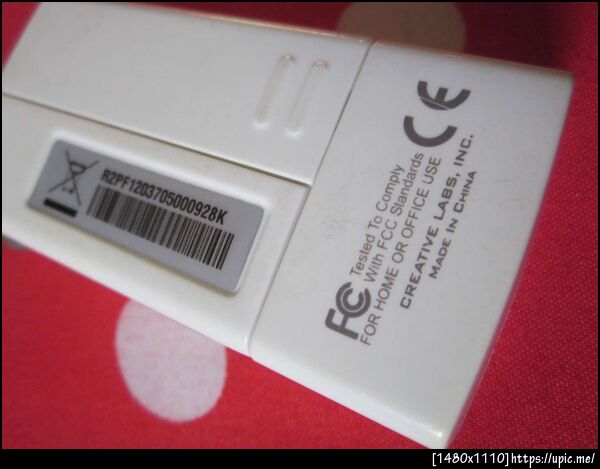 R2PF1203705000928K
FC Tested To Comply
With FCC Standards
FOR HOME OR OFFICE USE
CE
CREATIVE LABS, INC.
MADE IN CHINA
[1480x1110]https://upic.me/